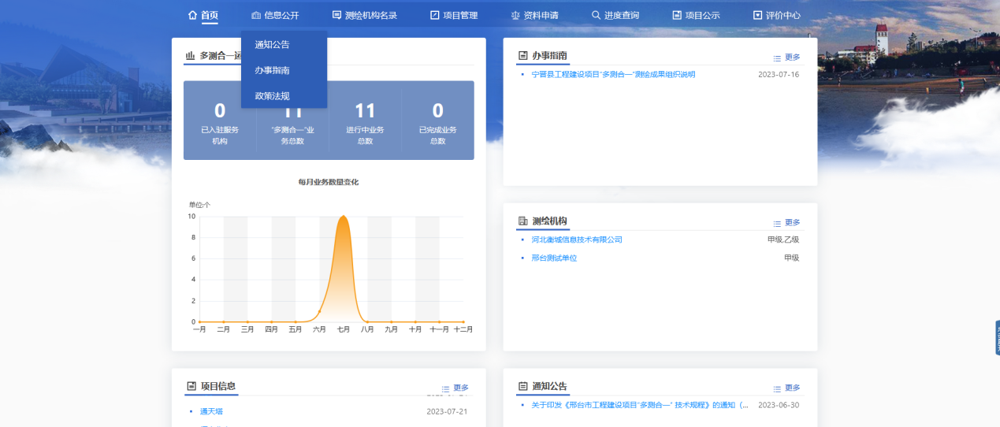 首页
信息公开
测绘机构名录
项目管理
资料申请
进度查询
项目公示
评价中心
通知公告
办事指南
政策法规
多测合一运
0
已入驻服务
机构
11
"多测合一"业
务总数
11
进行中业务
总数
0
已完成业务
总数
每月业务数量变化
单位:个
10
8
6
4
2
0
一月 二月 三月 四月 五月 六月 七月 八月 九月 十月 十一月 十二月
办事指南
更多
宁晋县工程建设项目"多测合一"测绘成果组织说明 2023-07-16
测绘机构
更多
河北衡城信息技术有限公司 甲级,乙级
邢台测试单位 甲级
项目信息
更多
通天塔 2023-07-21
通知公告
更多
关于印发《邢台市工程建设项目"多测合一" 技术规程》的通知（... 2023-06-30